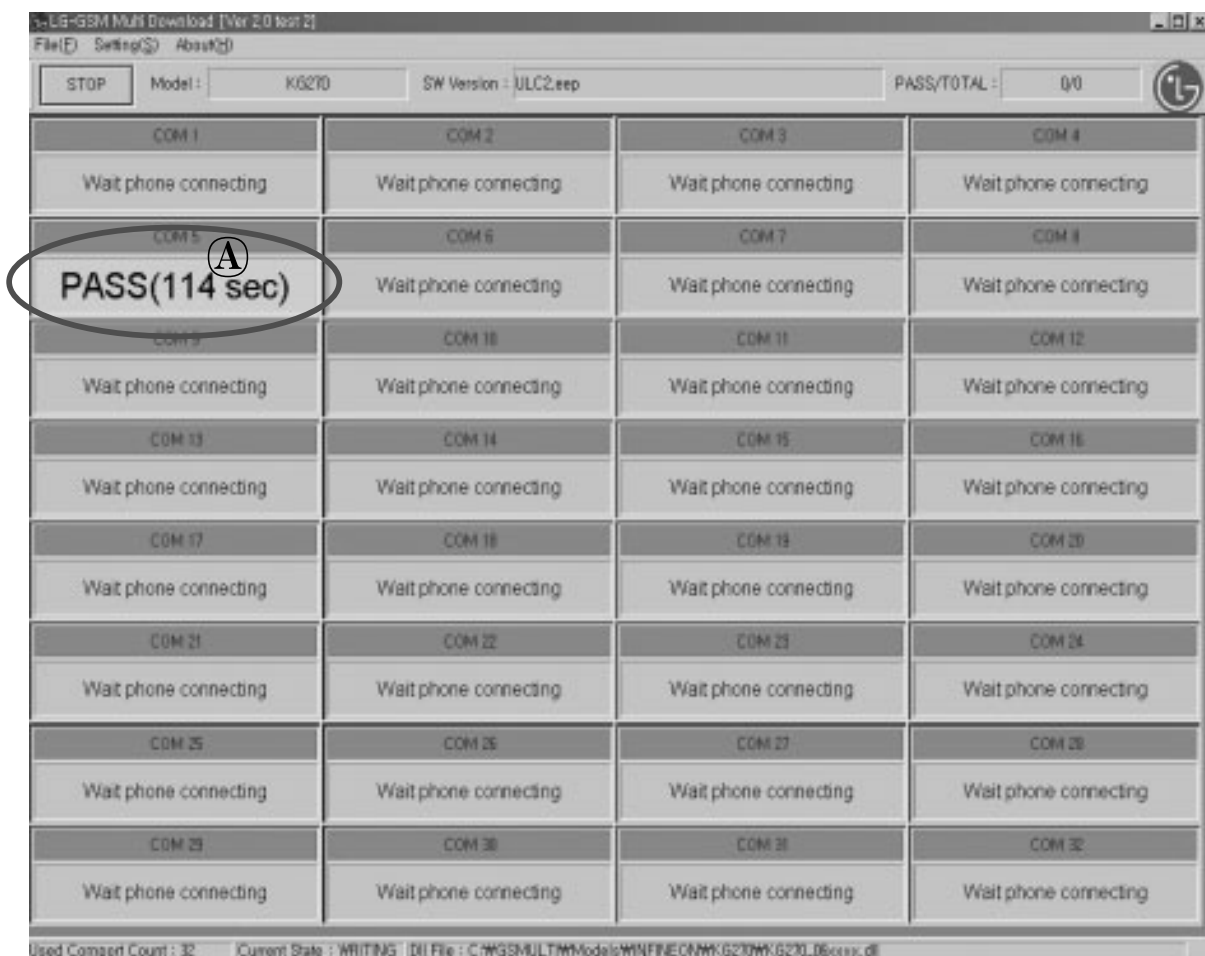 LG-GSM Multi Download [Ver 2,0 test 2]
File(F) Setting(S) About(H)
STOP Model : KG270 SW Version : ULC2.eep PASS/TOTAL : 0/0
COM 1 COM 2 COM 3 COM 4
Wait phone connecting Wait phone connecting Wait phone connecting Wait phone connecting
COM 5 COM 6 COM 7 COM 8
Ⓐ
PASS(114 sec) Wait phone connecting Wait phone connecting Wait phone connecting
COM 9 COM 10 COM 11 COM 12
Wait phone connecting Wait phone connecting Wait phone connecting Wait phone connecting
COM 13 COM 14 COM 15 COM 16
Wait phone connecting Wait phone connecting Wait phone connecting Wait phone connecting
COM 17 COM 18 COM 19 COM 20
Wait phone connecting Wait phone connecting Wait phone connecting Wait phone connecting
COM 21 COM 22 COM 23 COM 24
Wait phone connecting Wait phone connecting Wait phone connecting Wait phone connecting
COM 25 COM 26 COM 27 COM 28
Wait phone connecting Wait phone connecting Wait phone connecting Wait phone connecting
COM 29 COM 30 COM 31 COM 32
Wait phone connecting Wait phone connecting Wait phone connecting Wait phone connecting
Used Comport Count : 32 Current State : WRITING Dll File : C:₩GSMULTI₩Models₩INFINEON₩KG270₩